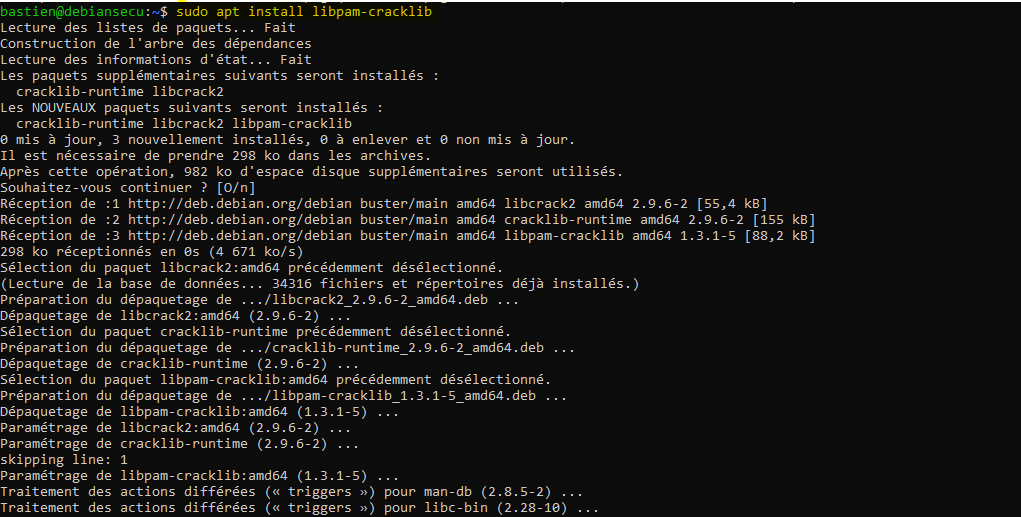 bastien@debiansecu:~$ sudo apt install libpam-cracklib
Lecture des listes de paquets... Fait
Construction de l'arbre des dépendances
Lecture des informations d'état... Fait
Les paquets supplémentaires suivants seront installés :
  cracklib-runtime libcrack2
Les NOUVEAUX paquets suivants seront installés :
  cracklib-runtime libcrack2 libpam-cracklib
0 mis à jour, 3 nouvellement installés, 0 à enlever et 0 non mis à jour.
Il est nécessaire de prendre 298 ko dans les archives.
Après cette opération, 982 ko d'espace disque supplémentaires seront utilisés.
Souhaitez-vous continuer ? [O/n]
Réception de :1 http://deb.debian.org/debian buster/main amd64 libcrack2 amd64 2.9.6-2 [55,4 kB]
Réception de :2 http://deb.debian.org/debian buster/main amd64 cracklib-runtime amd64 2.9.6-2 [155 kB]
Réception de :3 http://deb.debian.org/debian buster/main amd64 libpam-cracklib amd64 1.3.1-5 [88,2 kB]
298 ko réceptionnés en 0s (4 671 ko/s)
Sélection du paquet libcrack2:amd64 précédemment désélectionné.
(Lecture de la base de données... 34316 fichiers et répertoires déjà installés.)
Préparation du dépaquetage de .../libcrack2_2.9.6-2_amd64.deb ...
Dépaquetage de libcrack2:amd64 (2.9.6-2) ...
Sélection du paquet cracklib-runtime précédemment désélectionné.
Préparation du dépaquetage de .../cracklib-runtime_2.9.6-2_amd64.deb ...
Dépaquetage de cracklib-runtime (2.9.6-2) ...
Sélection du paquet libpam-cracklib:amd64 précédemment désélectionné.
Préparation du dépaquetage de .../libpam-cracklib_1.3.1-5_amd64.deb ...
Dépaquetage de libpam-cracklib:amd64 (1.3.1-5) ...
Paramétrage de libcrack2:amd64 (2.9.6-2) ...
Paramétrage de cracklib-runtime (2.9.6-2) ...
skipping line: 1
Paramétrage de libpam-cracklib:amd64 (1.3.1-5) ...
Traitement des actions différées (« triggers ») pour man-db (2.8.5-2) ...
Traitement des actions différées (« triggers ») pour libc-bin (2.28-10) ...